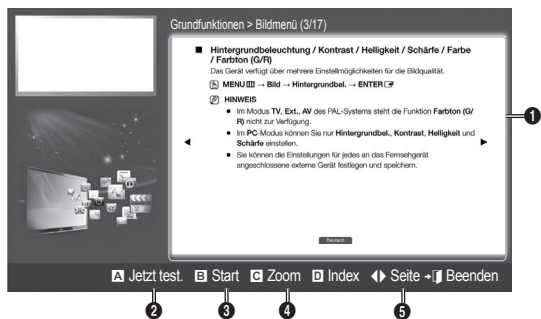 Grundfunktionen > Bildmenü (3/17)
■ Hintergrundbeleuchtung / Kontrast / Helligkeit / Schärfe / Farbe
/ Farbton (G/R)
Das Gerät verfügt über mehrere Einstellmöglichkeiten für die Bildqualität.
MENU → Bild → Hintergrundbel. → ENTER
HINWEIS
● Im Modus TV, Ext., AV des PAL-Systems steht die Funktion Farbton (G/
R) nicht zur Verfügung.
● Im PC-Modus können Sie nur Hintergrundbel., Kontrast, Helligkeit und
Schärfe einstellen.
● Sie können die Einstellungen für jedes an das Fernsehgerät
angeschlossene externe Gerät festlegen und speichern.
◀ ▶
1
Deutsch
A Jetzt test. B Start C Zoom D Index ◀▶ Seite Beenden
2 3 4 5